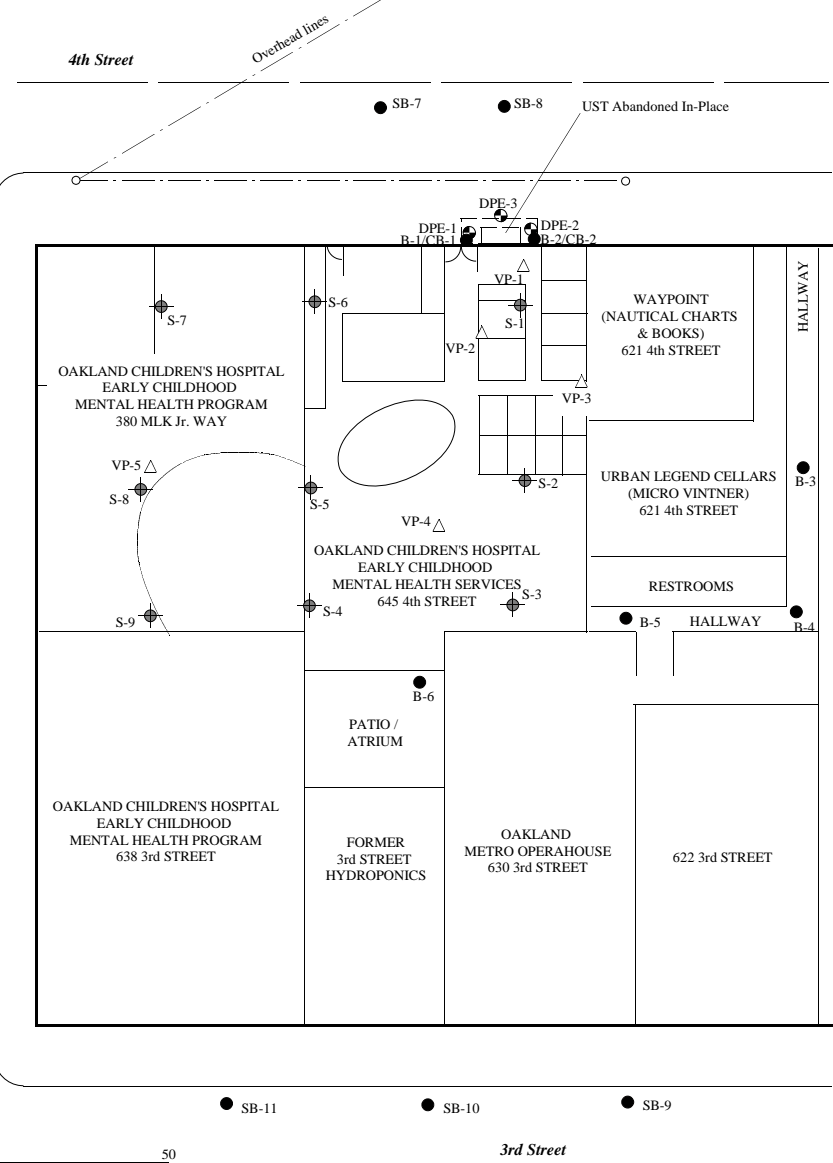 Overhead lines
4th Street
SB-7
SB-8
UST Abandoned In-Place
DPE-3
DPE-1
DPE-2
B-1/CB-1
B-2/CB-2
VP-1
S-6
S-7
S-1
VP-2
VP-3
WAYPOINT
(NAUTICAL CHARTS
& BOOKS)
621 4th STREET
HALLWAY
OAKLAND CHILDREN'S HOSPITAL
EARLY CHILDHOOD
MENTAL HEALTH PROGRAM
380 MLK Jr. WAY
VP-5
S-8
S-5
S-2
URBAN LEGEND CELLARS
(MICRO VINTNER)
621 4th STREET
B-3
VP-4
OAKLAND CHILDREN'S HOSPITAL
EARLY CHILDHOOD
MENTAL HEALTH SERVICES
645 4th STREET
RESTROOMS
S-9
S-4
S-3
B-5
HALLWAY
B-4
B-6
PATIO /
ATRIUM
OAKLAND CHILDREN'S HOSPITAL
EARLY CHILDHOOD
MENTAL HEALTH PROGRAM
638 3rd STREET
FORMER
3rd STREET
HYDROPONICS
OAKLAND
METRO OPERAHOUSE
630 3rd STREET
622 3rd STREET
SB-11
SB-10
SB-9
50
3rd Street